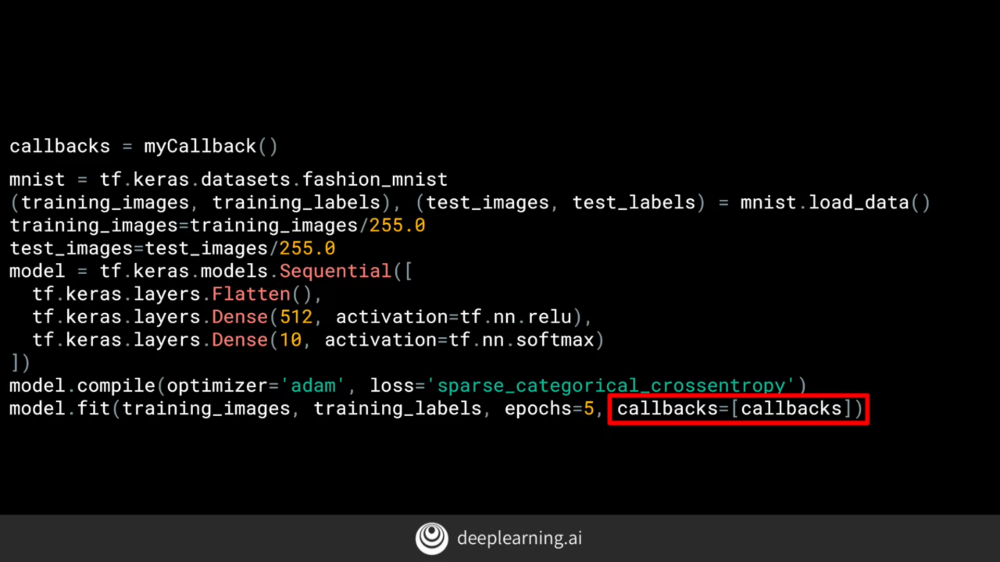 callbacks = myCallback()
mnist = tf.keras.datasets.fashion_mnist
(training_images, training_labels), (test_images, test_labels) = mnist.load_data()
training_images=training_images/255.0
test_images=test_images/255.0
model = tf.keras.models.Sequential([
  tf.keras.layers.Flatten(),
  tf.keras.layers.Dense(512, activation=tf.nn.relu),
  tf.keras.layers.Dense(10, activation=tf.nn.softmax)
])
model.compile(optimizer='adam', loss='sparse_categorical_crossentropy')
model.fit(training_images, training_labels, epochs=5, callbacks=[callbacks])
deeplearning.ai